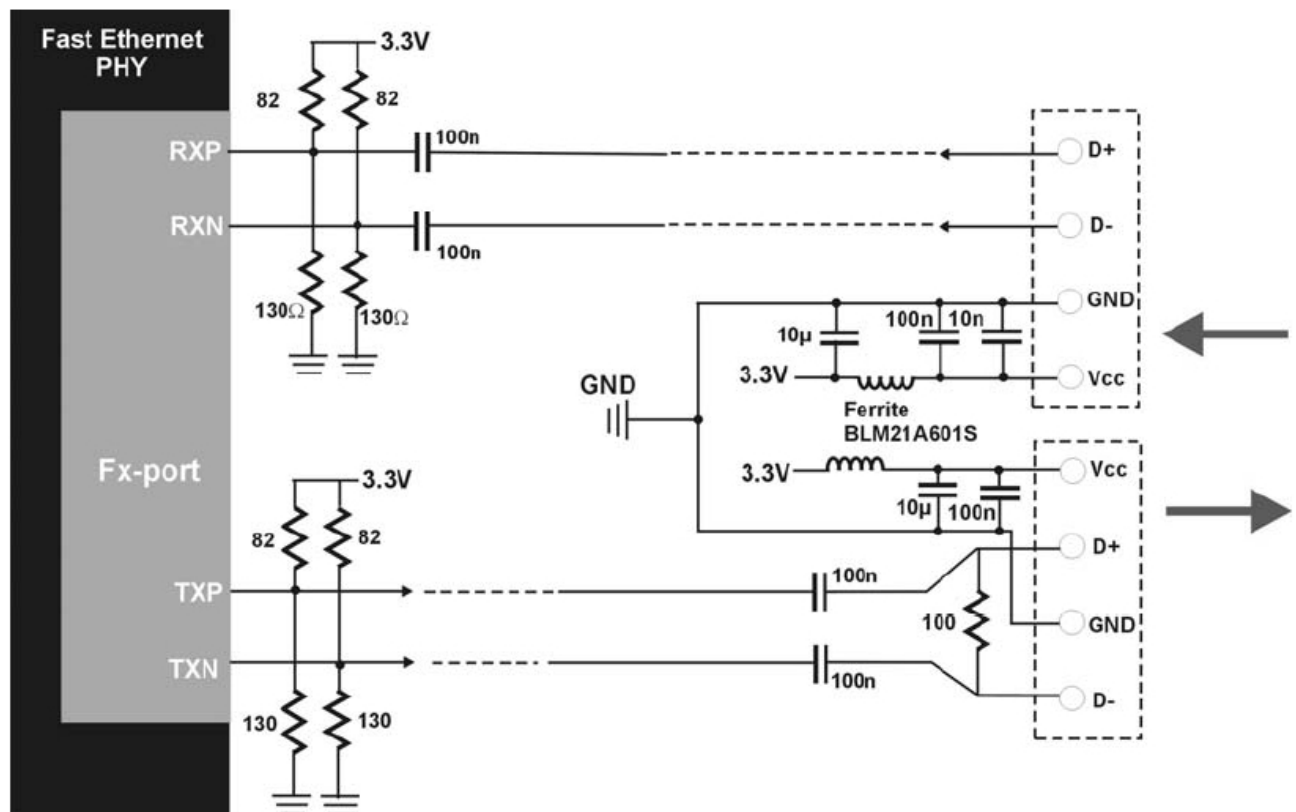 Fast Ethernet
PHY
3.3V
82
82
RXP
100n
D+
RXN
100n
D-
130Ω
130Ω
GND
10µ
100n
10n
3.3V
Vcc
GND
Ferrite
BLM21A601S
Fx-port
3.3V
Vcc
3.3V
10µ
100n
82
82
D+
TXP
100n
100
GND
TXN
100n
D-
130
130